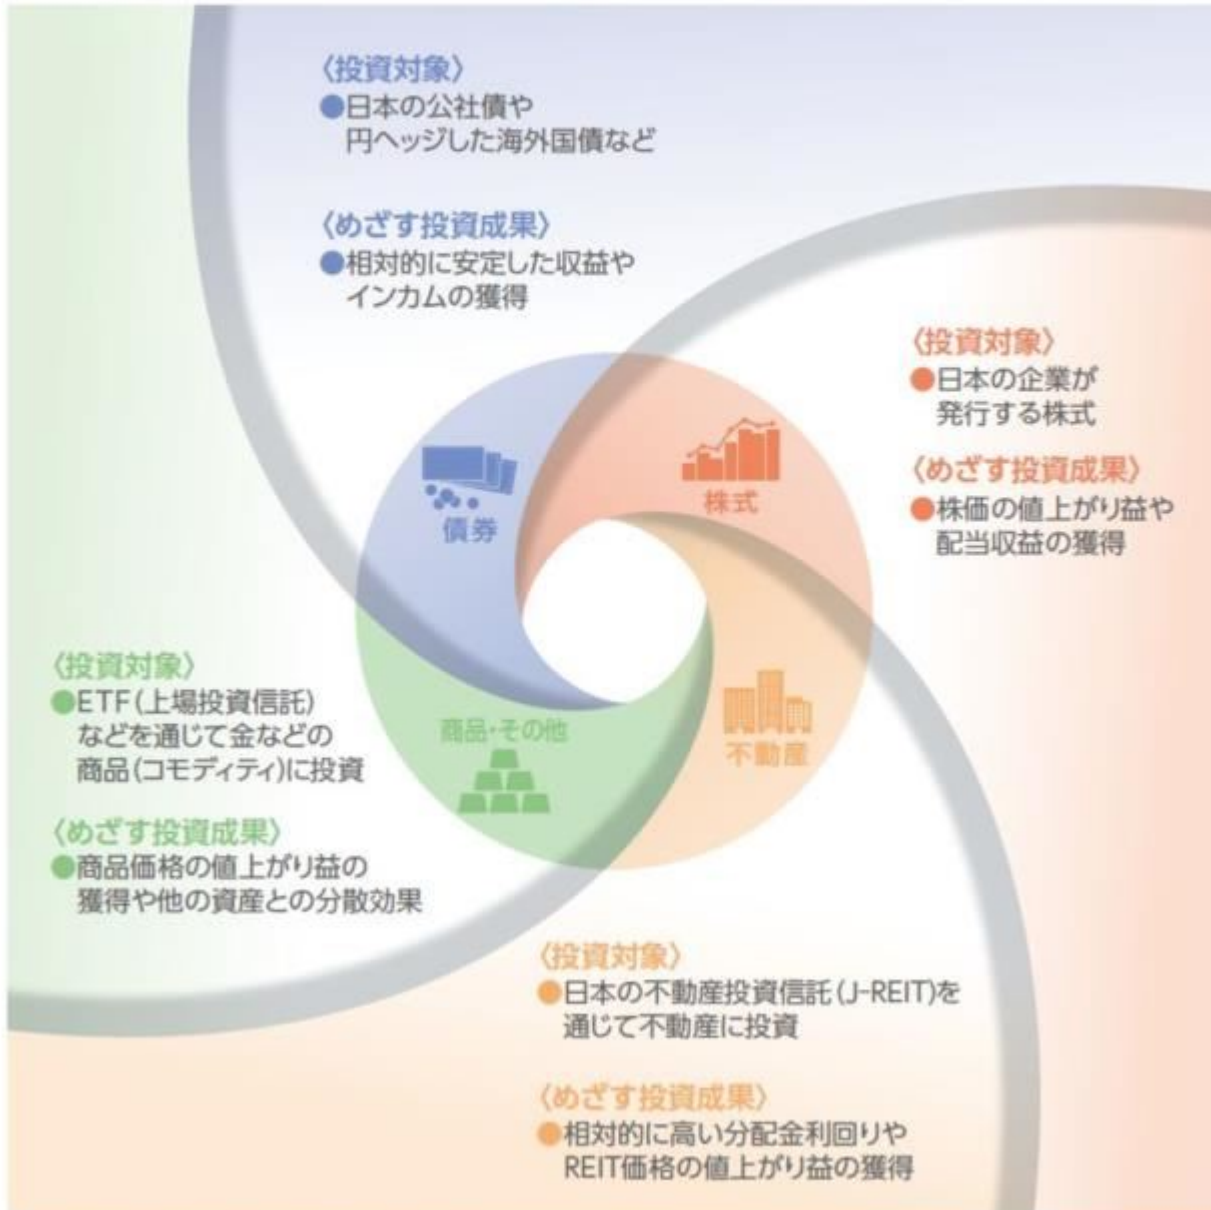 〈投資対象〉
●日本の公社債や
円ヘッジした海外国債など
〈めざす投資成果〉
●相対的に安定した収益や
インカムの獲得
〈投資対象〉
●日本の企業が
発行する株式
〈めざす投資成果〉
●株価の値上がり益や
配当収益の獲得
債券
株式
商品・その他
不動産
〈投資対象〉
●ETF(上場投資信託)
などを通じて金などの
商品(コモディティ)に投資
〈めざす投資成果〉
●商品価格の値上がり益の
獲得や他の資産との分散効果
〈投資対象〉
●日本の不動産投資信託(J-REIT)を
通じて不動産に投資
〈めざす投資成果〉
●相対的に高い分配金利回りや
REIT価格の値上がり益の獲得